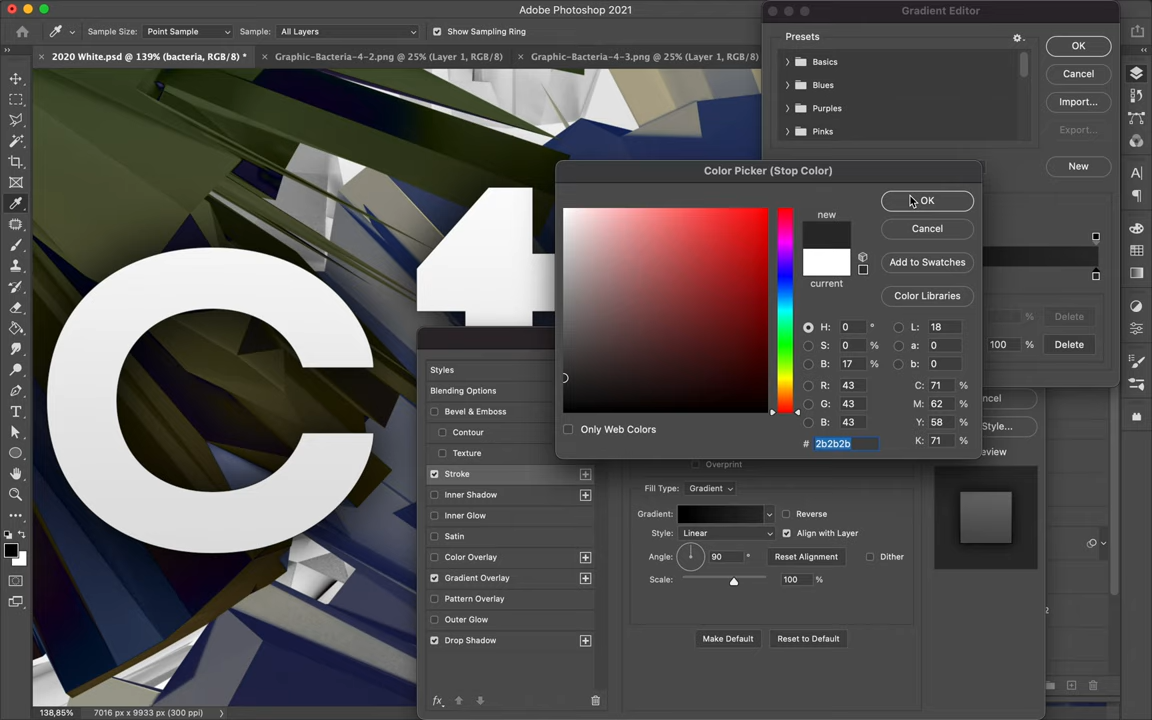 Adobe Photoshop 2021
Gradient Editor
Sample Size: Point Sample
Sample: All Layers
Show Sampling Ring
2020 White.psd @ 139% (bacteria, RGB/8) *
Graphic-Bacteria-4-2.png @ 25% (Layer 1, RGB/8)
Graphic-Bacteria-4-3.png @ 25% (Layer 1, RGB/8)
Presets
Basics
Blues
Purples
Pinks
OK
Cancel
Import...
Export...
New
Color Picker (Stop Color)
new
current
OK
Cancel
Add to Swatches
Color Libraries
H: 0 °
S: 0 %
B: 17 %
R: 43
G: 43
B: 43
L: 18
a: 0
b: 0
C: 71 %
M: 62 %
Y: 58 %
K: 71 %
# 2b2b2b
Only Web Colors
% Delete
100 % Delete
C
4
Styles
Blending Options
Bevel & Emboss
Contour
Texture
Stroke
Inner Shadow
Inner Glow
Satin
Color Overlay
Gradient Overlay
Pattern Overlay
Outer Glow
Drop Shadow
fx
Overprint
Fill Type: Gradient
Gradient:
Reverse
Style: Linear
Align with Layer
Angle: 90 °
Reset Alignment
Dither
Scale: 100 %
Make Default
Reset to Default
ncel
Style...
eview
2
138,85%
7016 px x 9933 px (300 ppi)